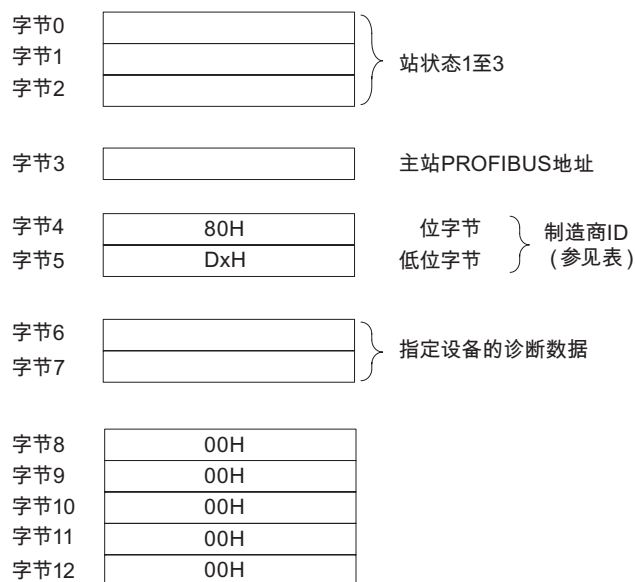 字节0
字节1
字节2
站状态1至3
字节3
主站PROFIBUS地址
字节4 80H 位字节
字节5 DxH 低位字节
制造商ID
(参见表)
字节6
字节7
指定设备的诊断数据
字节8 00H
字节9 00H
字节10 00H
字节11 00H
字节12 00H